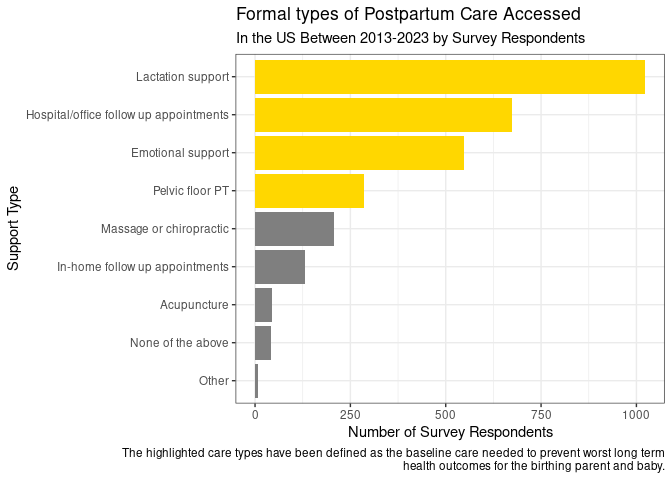 Formal types of Postpartum Care Accessed
In the US Between 2013-2023 by Survey Respondents
Support Type
Lactation support
Hospital/office follow up appointments
Emotional support
Pelvic floor PT
Massage or chiropractic
In-home follow up appointments
Acupuncture
None of the above
Other
0 250 500 750 1000
Number of Survey Respondents
The highlighted care types have been defined as the baseline care needed to prevent worst long term
health outcomes for the birthing parent and baby.